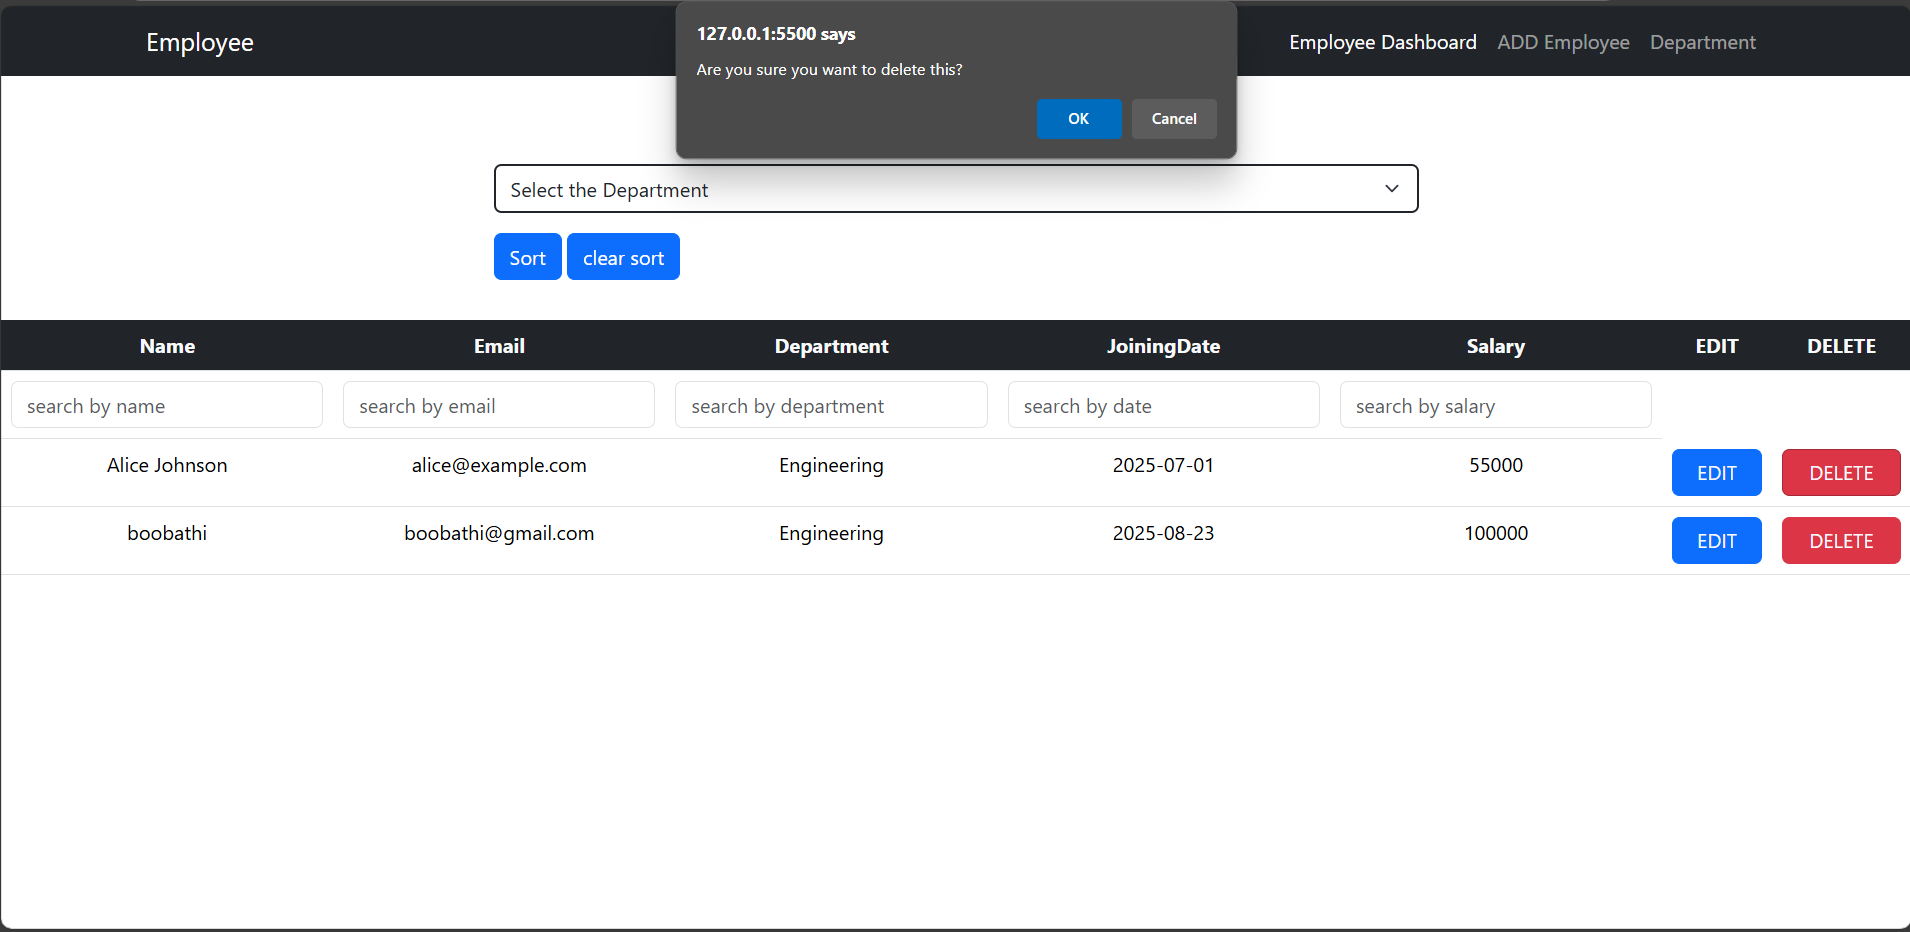 127.0.0.1:5500 says
Are you sure you want to delete this?
OK Cancel
Employee Employee Dashboard ADD Employee Department
Select the Department
Sort clear sort
Name Email Department JoiningDate Salary EDIT DELETE
search by name search by email search by department search by date search by salary
Alice Johnson alice@example.com Engineering 2025-07-01 55000 EDIT DELETE
boobathi boobathi@gmail.com Engineering 2025-08-23 100000 EDIT DELETE